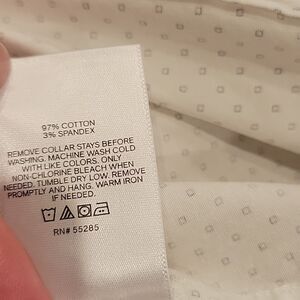 97% COTTON
3% SPANDEX
REMOVE COLLAR STAYS BEFORE
WASHING. MACHINE WASH COLD
WITH LIKE COLORS. ONLY
NON-CHLORINE BLEACH WHEN
NEEDED. TUMBLE DRY LOW. REMOVE
PROMPTLY AND HANG. WARM IRON
IF NEEDED.
RN# 55285